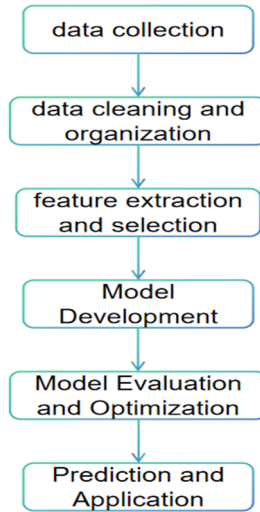 data collection
data cleaning and
organization
feature extraction
and selection
Model
Development
Model Evaluation
and Optimization
Prediction and
Application